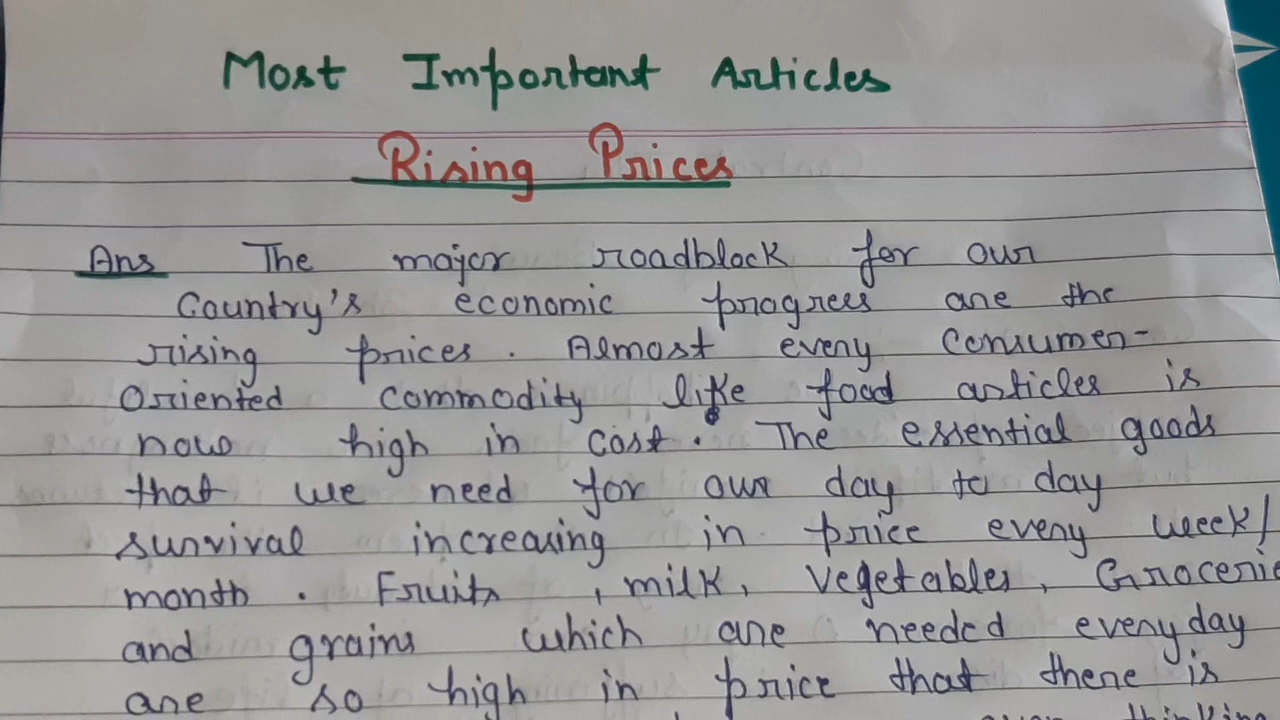 Most Important Articles
Rising Prices
Ans The major roadblock for our
Country's economic progress are the
rising prices. Almost every Consumer-
Oriented commodity like food articles is
now high in cost. The essential goods
that we need for our day to day
survival increasing in price every week/
month. Fruits, milk, Vegetables, Grocerie
and grains which are needed everyday
are so high in price that there is
thinking